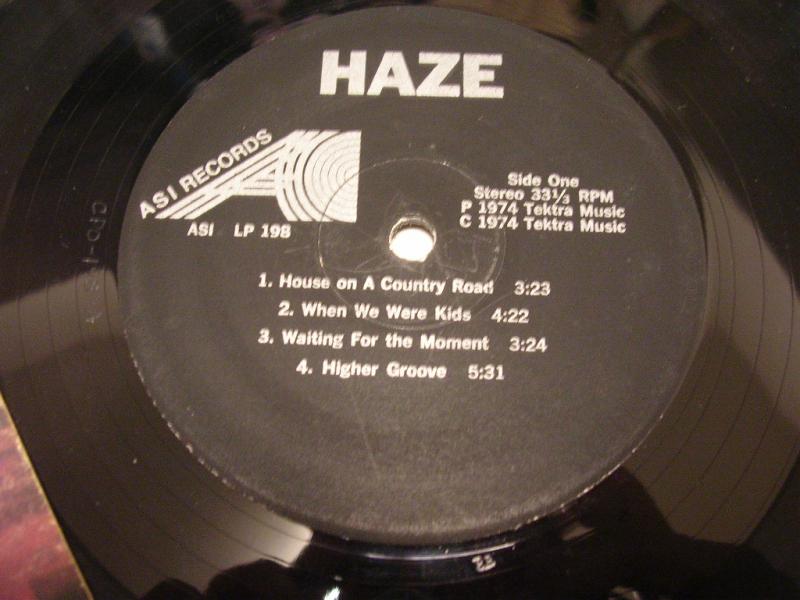 HAZE
ASI RECORDS
ASI LP 198
Side One
Stereo 33⅓ RPM
P 1974 Tektra Music
C 1974 Tektra Music
1. House on A Country Road 3:23
2. When We Were Kids 4:22
3. Waiting For the Moment 3:24
4. Higher Groove 5:31